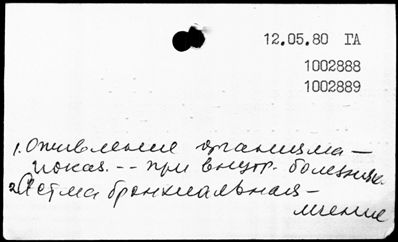 12.05.80 ГА
1002888
1002889
1. Оживление организма —
показ. -- при внутр. болезнях.
2. Астма бронхиальная —
лечение